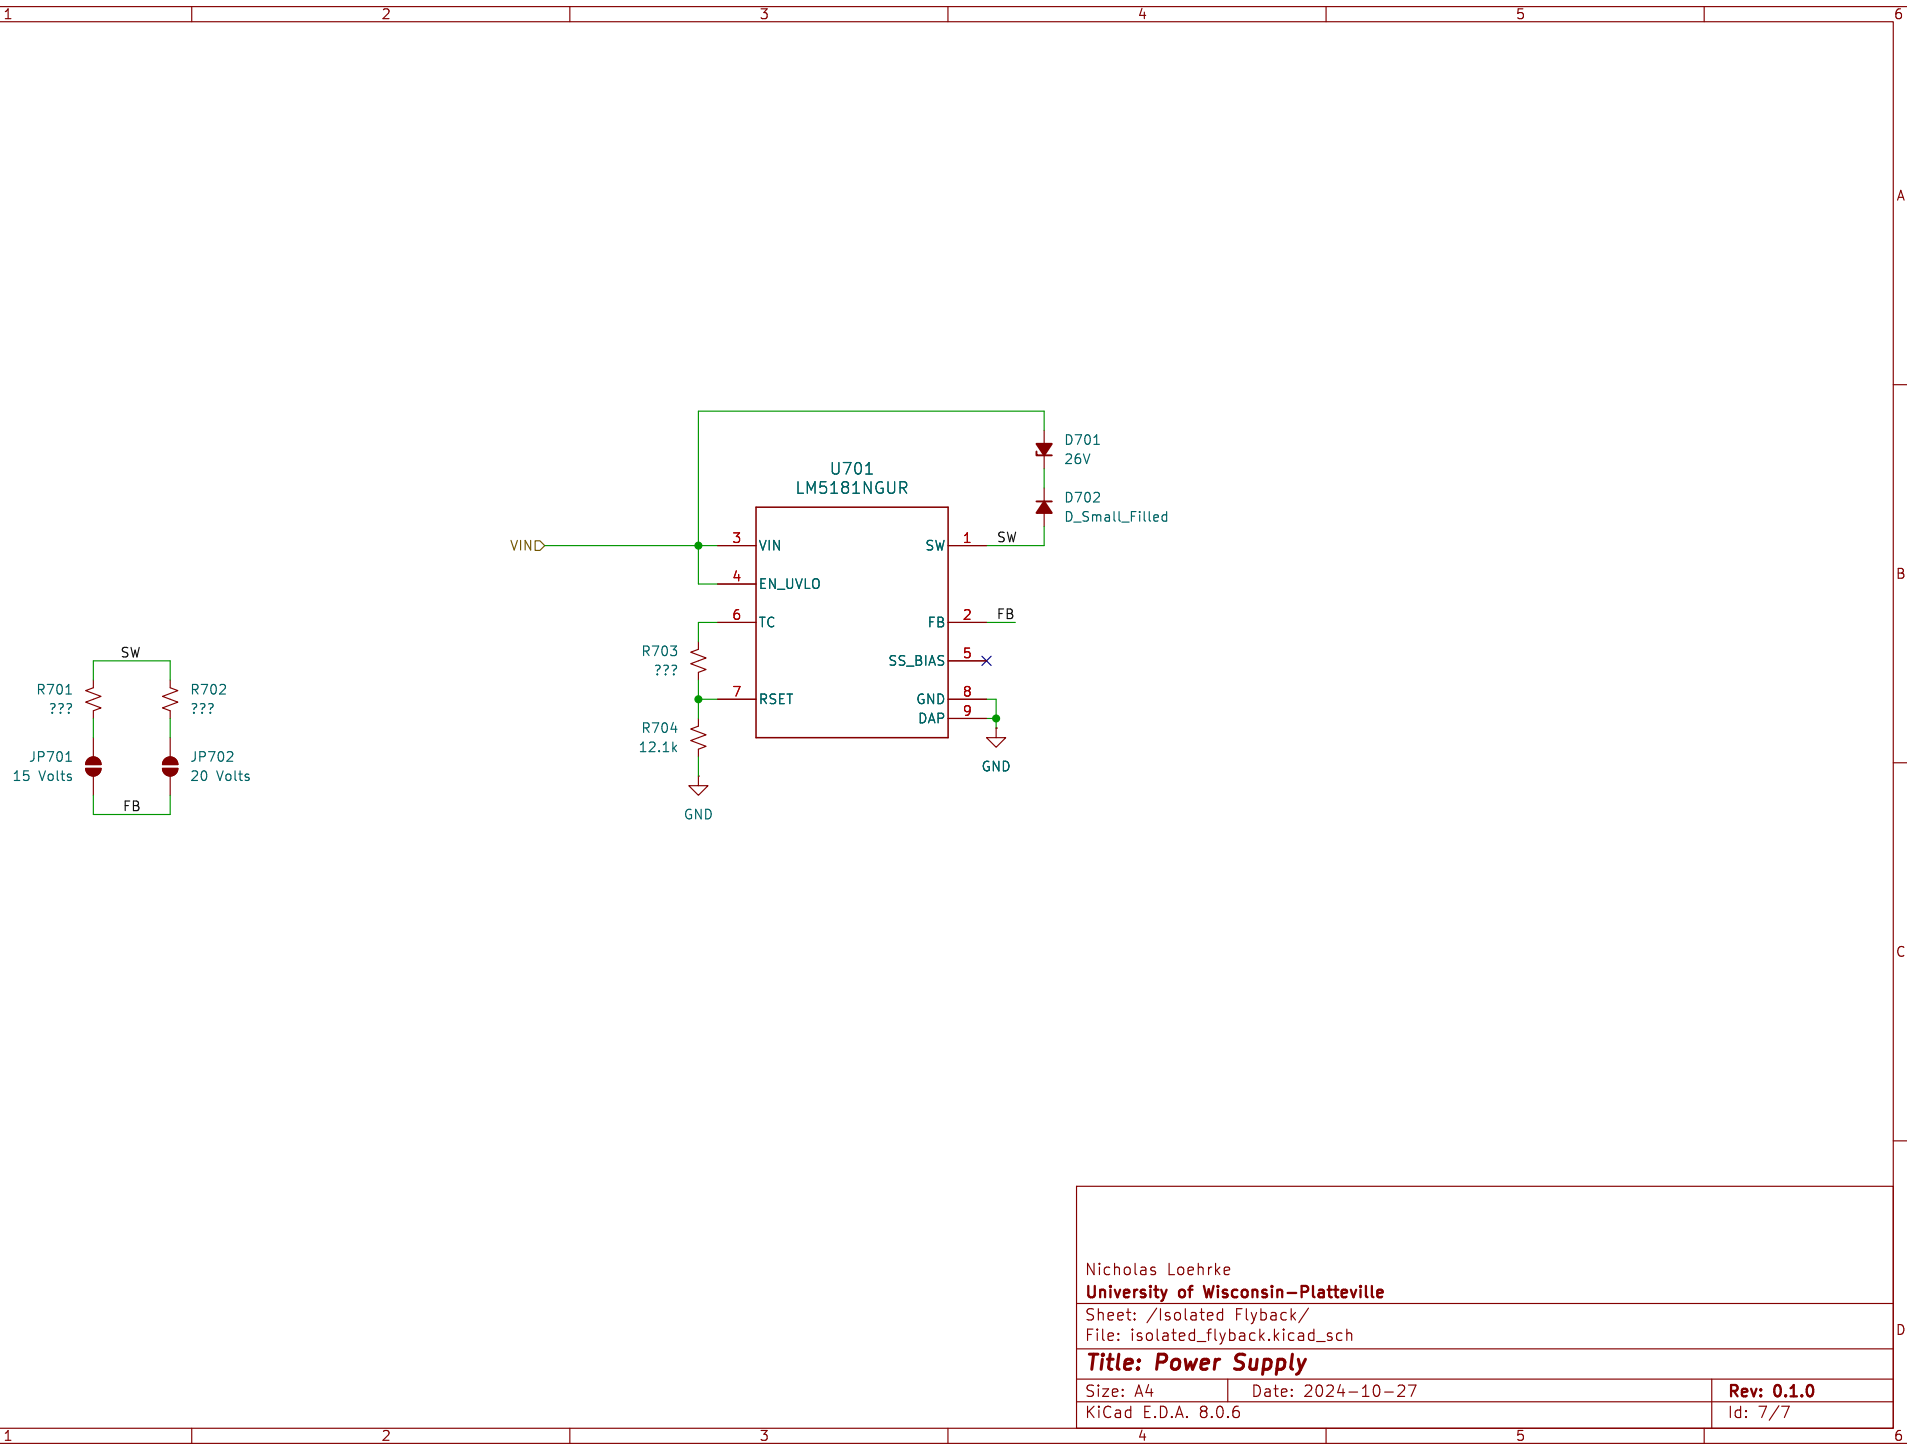 1 2 3 4 5 6
A
B
C
D
D701
26V
U701
LM5181NGUR
D702
D_Small_Filled
VIN
3 VIN
SW 1 SW
4 EN_UVLO
6 TC
FB 2 FB
R703
???
SS_BIAS 5
7 RSET
GND 8
DAP 9
R704
12.1k
GND
GND
SW
R701
???
R702
???
JP701
15 Volts
JP702
20 Volts
FB
Nicholas Loehrke
University of Wisconsin-Platteville
Sheet: /Isolated Flyback/
File: isolated_flyback.kicad_sch
Title: Power Supply
Size: A4 Date: 2024-10-27 Rev: 0.1.0
KiCad E.D.A. 8.0.6 Id: 7/7
1 2 3 4 5 6